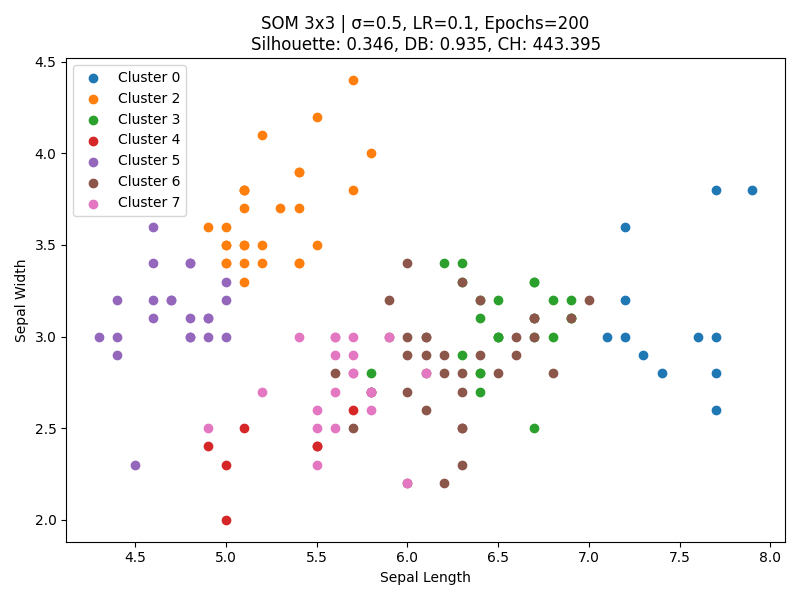 SOM 3x3 | σ=0.5, LR=0.1, Epochs=200
Silhouette: 0.346, DB: 0.935, CH: 443.395
Cluster 0
Cluster 2
Cluster 3
Cluster 4
Cluster 5
Cluster 6
Cluster 7
4.5
4.0
3.5
3.0
2.5
2.0
Sepal Width
4.5
5.0
5.5
6.0
6.5
7.0
7.5
8.0
Sepal Length